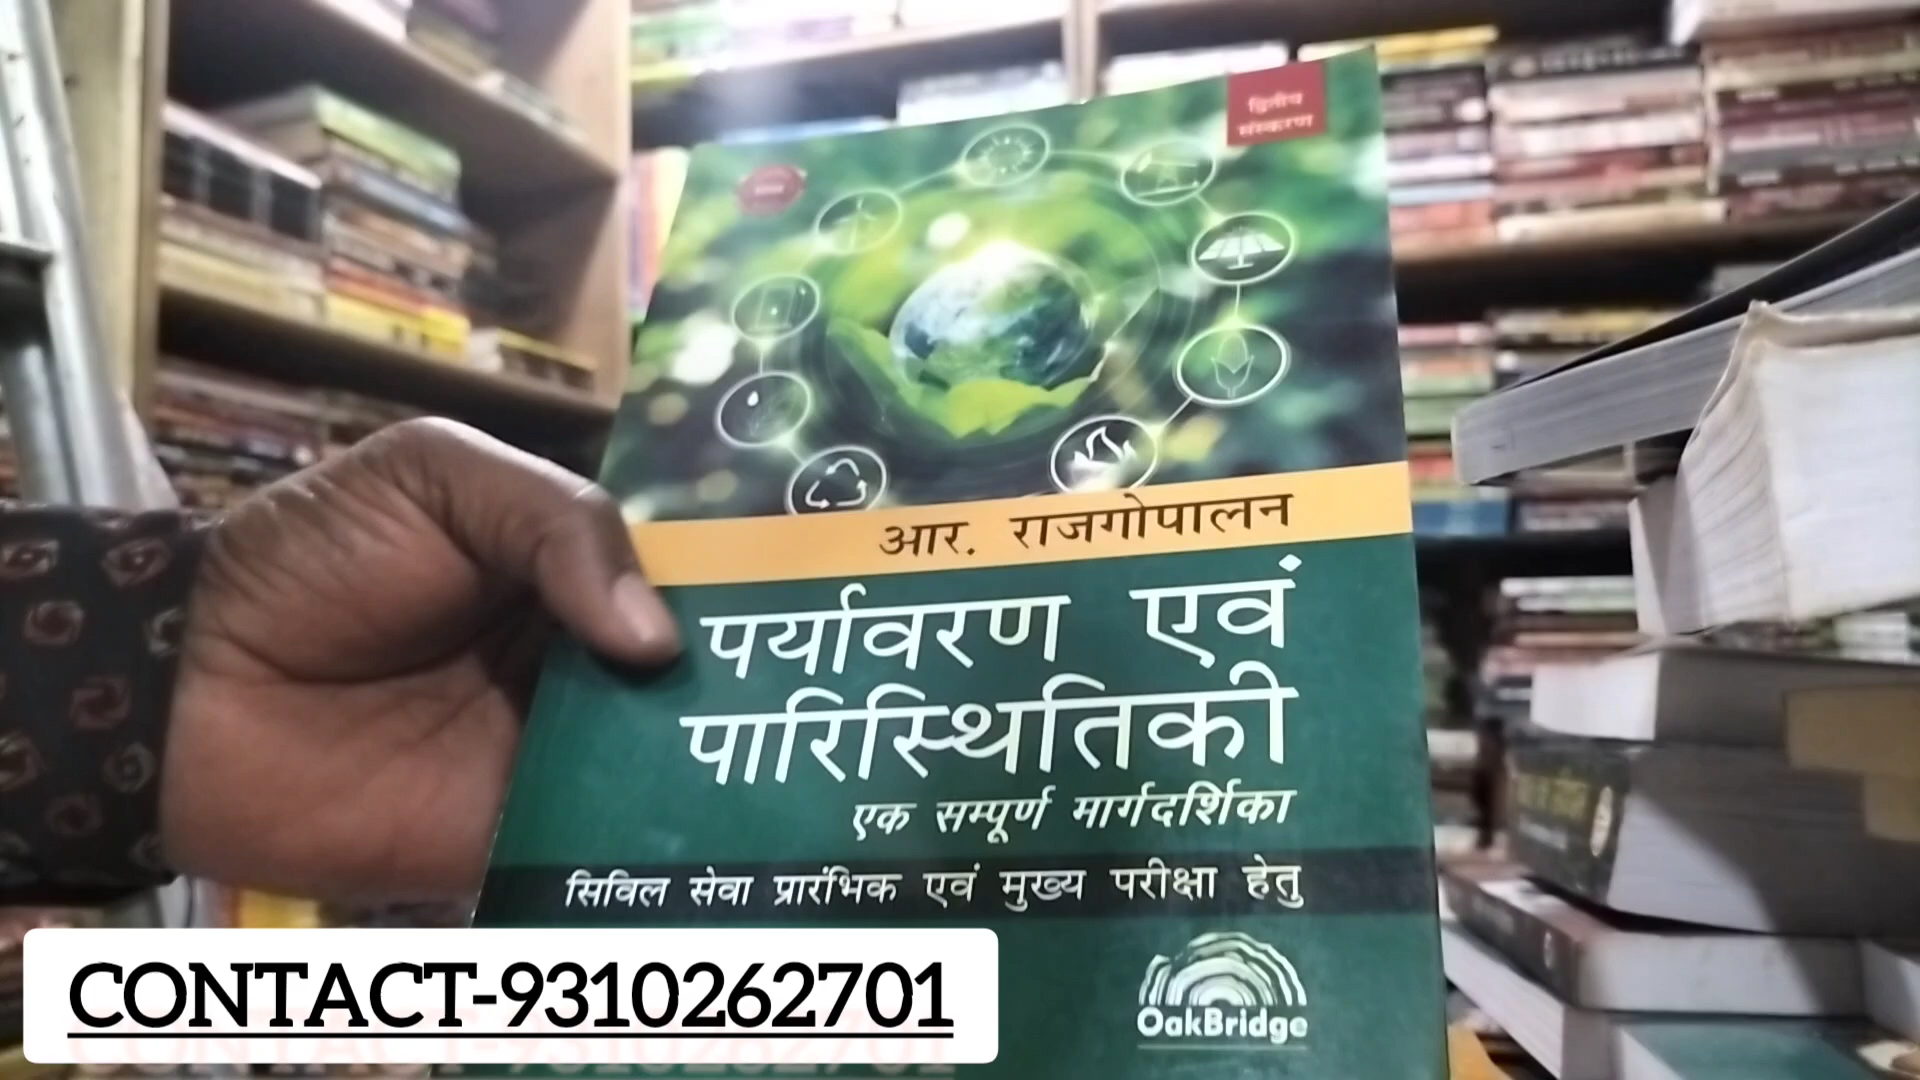 द्वितीय
संस्करण
आर. राजगोपालन
पर्यावरण एवं
पारिस्थितिकी
एक सम्पूर्ण मार्गदर्शिका
सिविल सेवा प्रारंभिक एवं मुख्य परीक्षा हेतु
OakBridge
CONTACT-9310262701